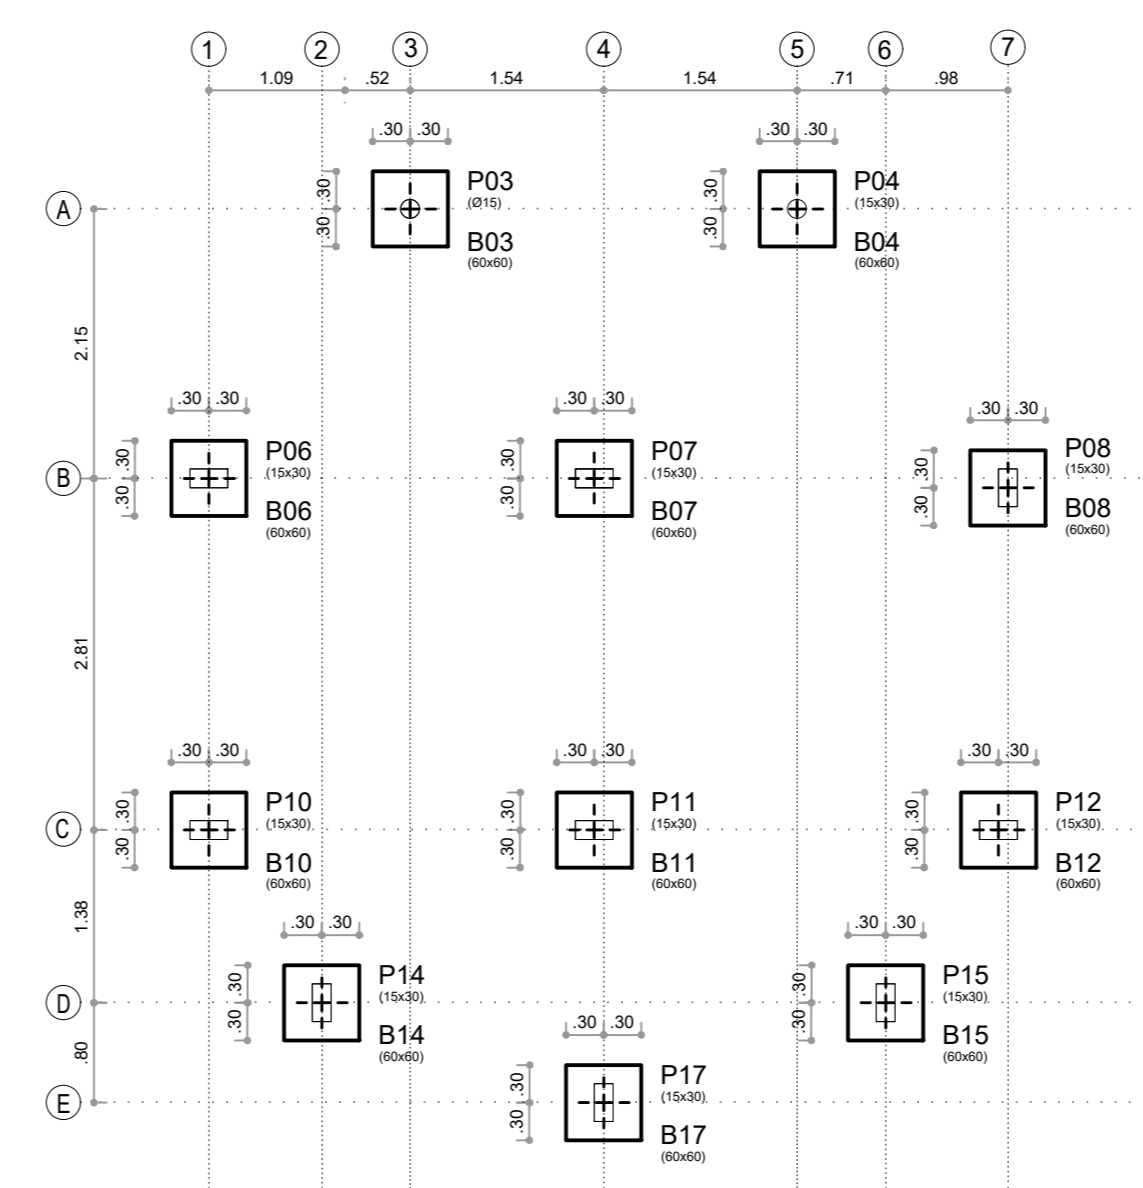 1 2 3 4 5 6 7
1.09 .52 1.54 1.54 .71 .98
.30 .30 .30 .30
A
.30
.30
P03
(Ø15)
B03
(60x60)
.30
.30
P04
(15x30)
B04
(60x60)
2.15
.30 .30 .30 .30 .30 .30
B
.30
.30
P06
(15x30)
B06
(60x60)
.30
.30
P07
(15x30)
B07
(60x60)
.30
.30
P08
(15x30)
B08
(60x60)
2.81
.30 .30 .30 .30 .30 .30
C
.30
.30
P10
(15x30)
B10
(60x60)
.30
.30
P11
(15x30)
B11
(60x60)
.30
.30
P12
(15x30)
B12
(60x60)
1.38
.30 .30 .30 .30
D
.30
.30
P14
(15x30)
B14
(60x60)
.30
.30
P15
(15x30)
B15
(60x60)
.80
.30 .30
E
.30
.30
P17
(15x30)
B17
(60x60)